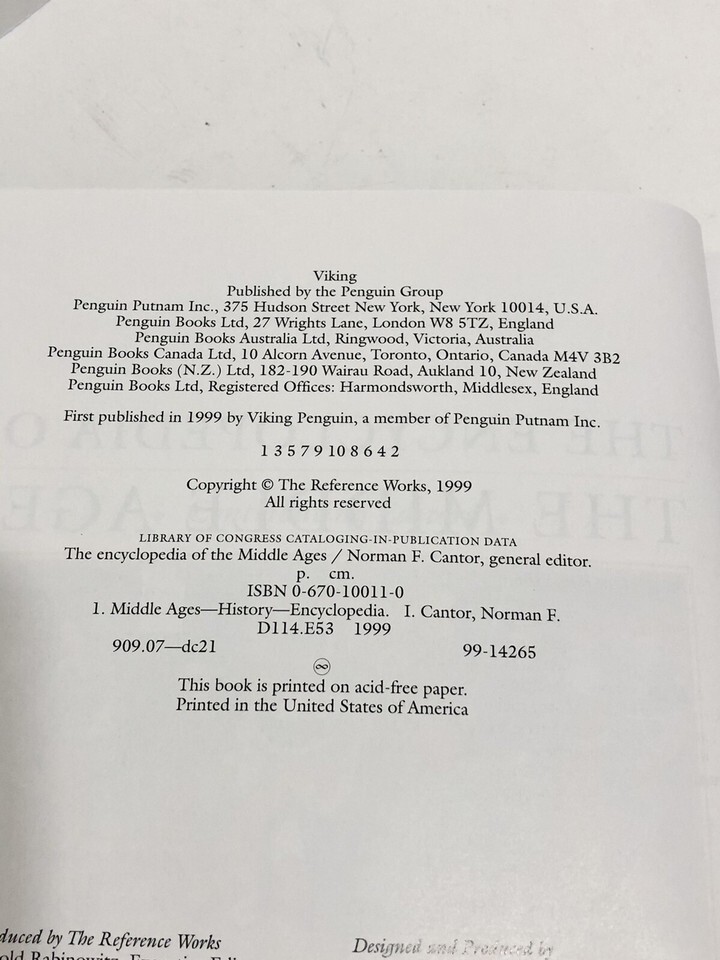 Viking
Published by the Penguin Group
Penguin Putnam Inc., 375 Hudson Street New York, New York 10014, U.S.A.
Penguin Books Ltd, 27 Wrights Lane, London W8 5TZ, England
Penguin Books Australia Ltd, Ringwood, Victoria, Australia
Penguin Books Canada Ltd, 10 Alcorn Avenue, Toronto, Ontario, Canada M4V 3B2
Penguin Books (N.Z.) Ltd, 182-190 Wairau Road, Aukland 10, New Zealand
Penguin Books Ltd, Registered Offices: Harmondsworth, Middlesex, England
First published in 1999 by Viking Penguin, a member of Penguin Putnam Inc.
1 3 5 7 9 10 8 6 4 2
Copyright © The Reference Works, 1999
All rights reserved
LIBRARY OF CONGRESS CATALOGING-IN-PUBLICATION DATA
The encyclopedia of the Middle Ages / Norman F. Cantor, general editor.
p. cm.
ISBN 0-670-10011-0
1. Middle Ages—History—Encyclopedia. I. Cantor, Norman F.
D114.E53 1999
909.07—dc21 99-14265
This book is printed on acid-free paper.
Printed in the United States of America
duced by The Reference Works
Designed and Produced by